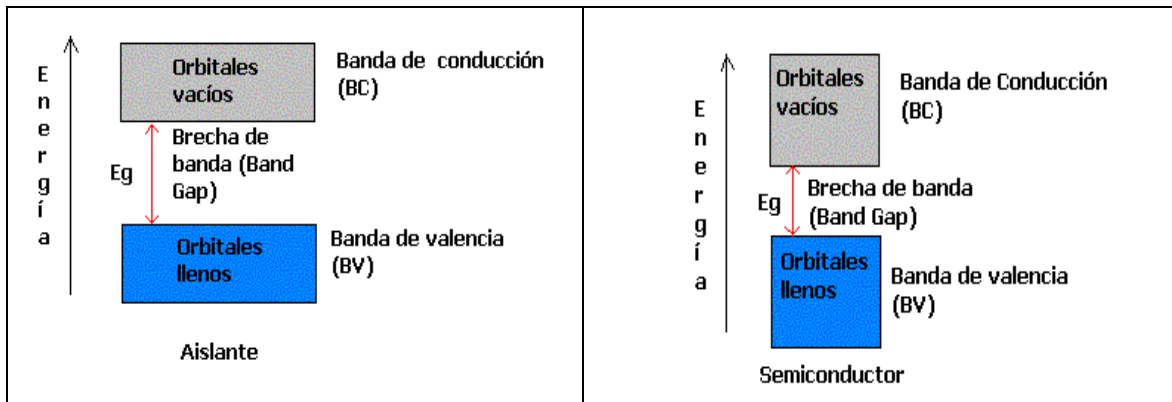 Energía
Orbitales
vacíos
Banda de conducción
(BC)
Eg
Brecha de
banda (Band
Gap)
Orbitales
llenos
Banda de valencia
(BV)
Aislante
Energía
Orbitales
vacíos
Banda de Conducción
(BC)
Eg
Brecha de banda
(Band Gap)
Orbitales
llenos
Banda de valencia
(BV)
Semiconductor